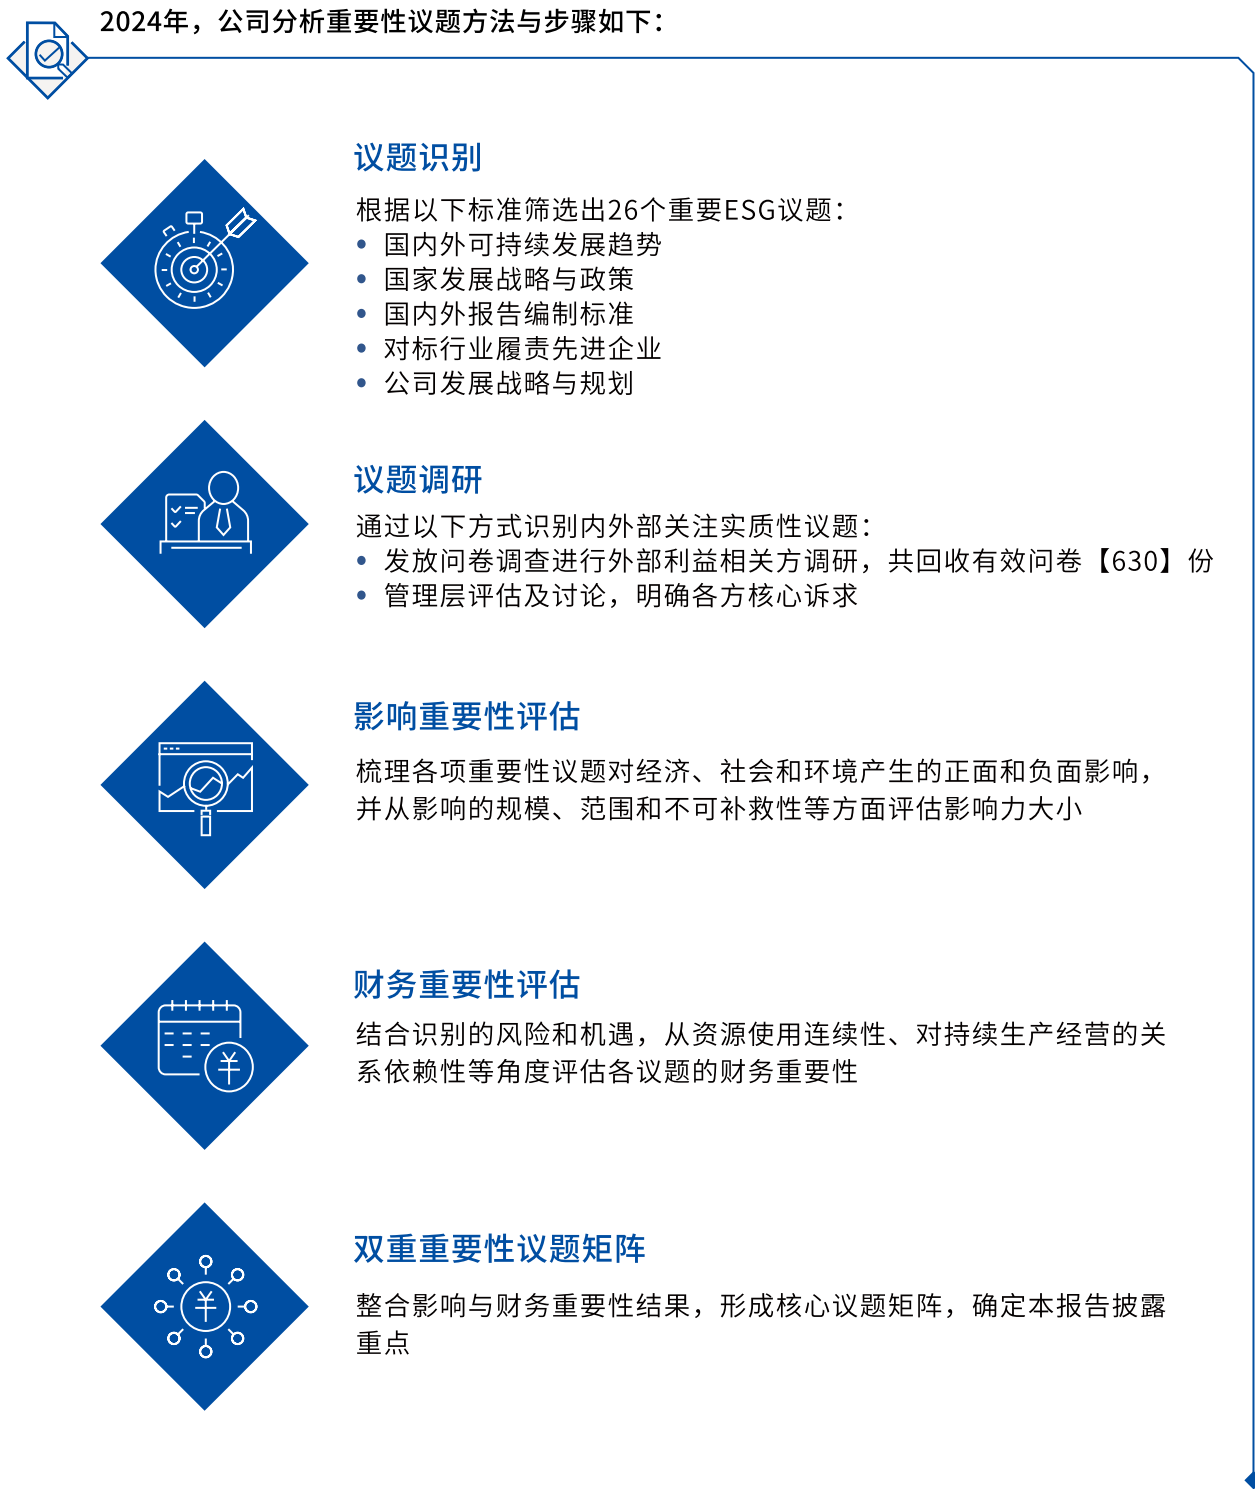 2024年，公司分析重要性议题方法与步骤如下：
议题识别
根据以下标准筛选出26个重要ESG议题：
• 国内外可持续发展趋势
• 国家发展战略与政策
• 国内外报告编制标准
• 对标行业履责先进企业
• 公司发展战略与规划
议题调研
通过以下方式识别内外部关注实质性议题：
• 发放问卷调查进行外部利益相关方调研，共回收有效问卷【630】份
• 管理层评估及讨论，明确各方核心诉求
影响重要性评估
梳理各项重要性议题对经济、社会和环境产生的正面和负面影响，
并从影响的规模、范围和不可补救性等方面评估影响力大小
财务重要性评估
结合识别的风险和机遇，从资源使用连续性、对持续生产经营的关
系依赖性等角度评估各议题的财务重要性
双重重要性议题矩阵
整合影响与财务重要性结果，形成核心议题矩阵，确定本报告披露
重点